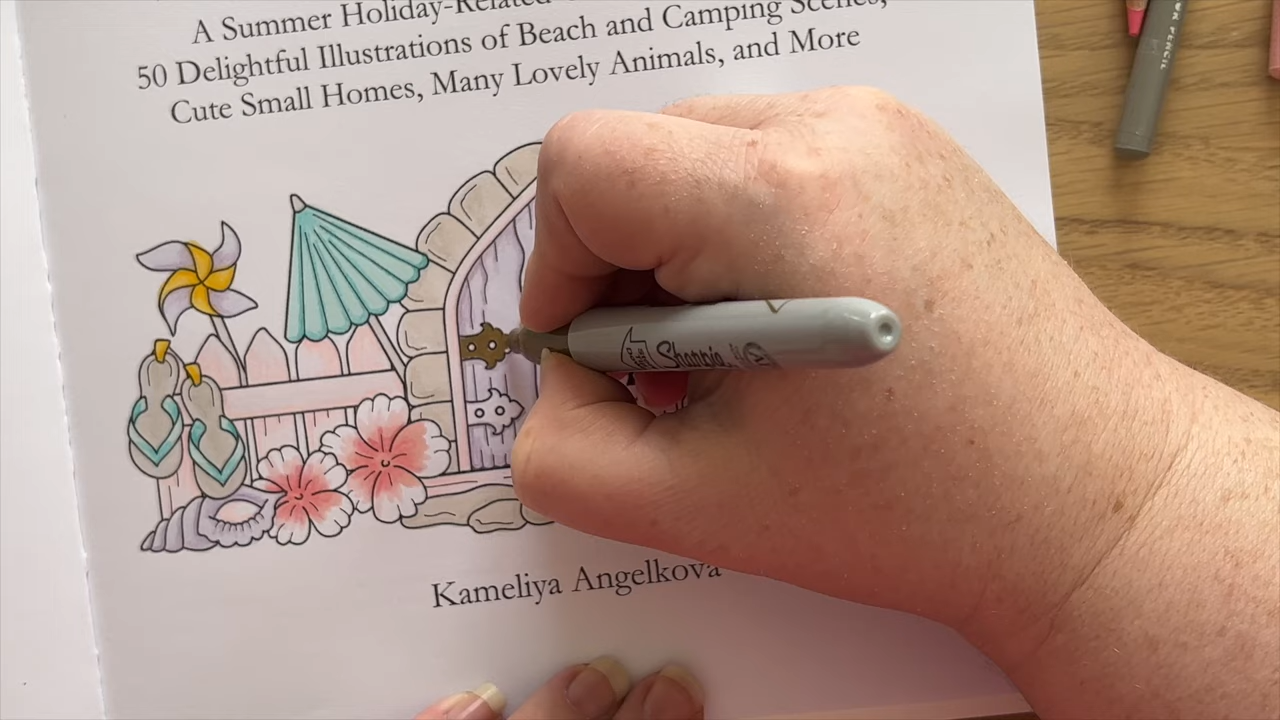 A Summer Holiday-Related
50 Delightful Illustrations of Beach and Camping Scenes,
Cute Small Homes, Many Lovely Animals, and More
Sharpie
PENCIL
Kameliya Angelkova